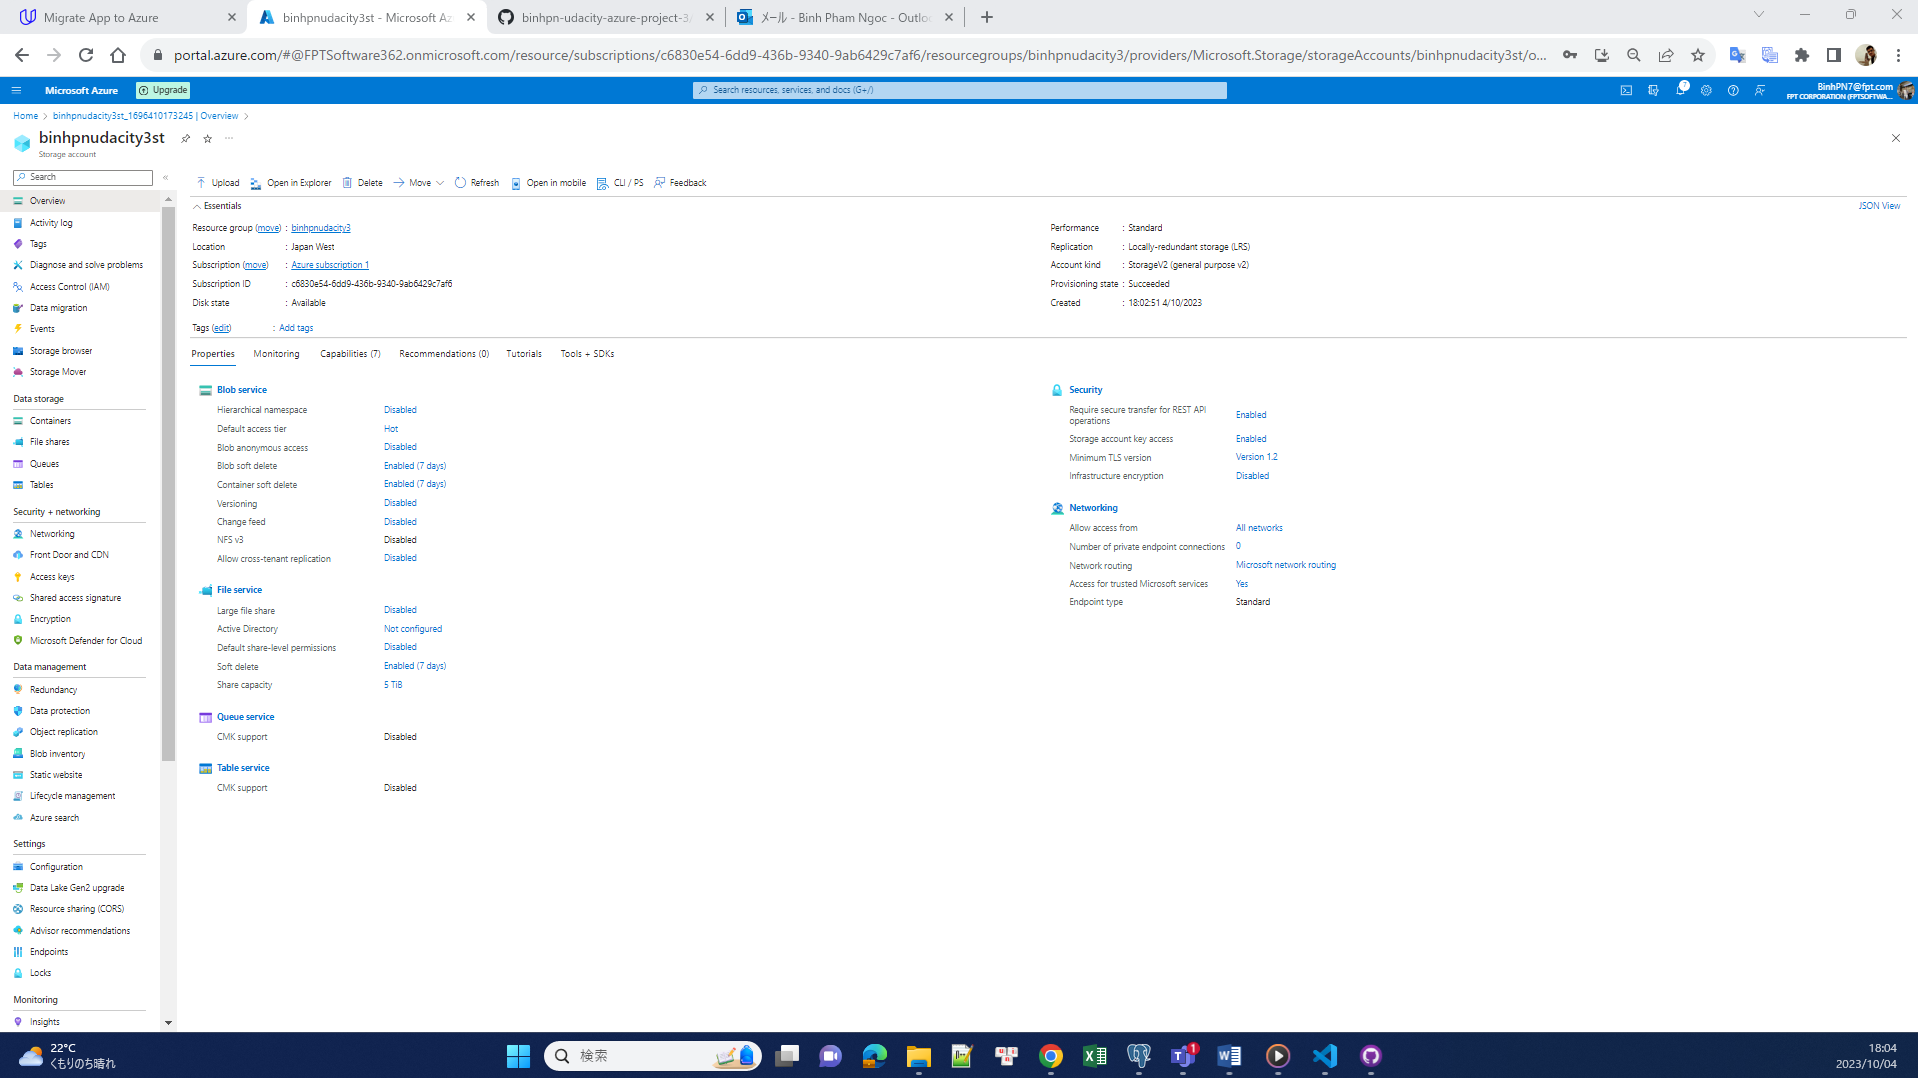 Migrate App to Azure
binhpnudacity3st - Microsoft Az
binhpn-udacity-azure-project-3/
メール - Binh Pham Ngoc - Outlo
portal.azure.com/#@FPTSoftware362.onmicrosoft.com/resource/subscriptions/c6830e54-6dd9-436b-9340-9ab6429c7af6/resourcegroups/binhpnudacity3/providers/Microsoft.Storage/storageAccounts/binhpnudacity3st/o...
Microsoft Azure
Upgrade
Search resources, services, and docs (G+/)
7
BinhPN7@fpt.com
FPT CORPORATION (FPTSOFTWA...
Home > binhpnudacity3st_1696410173245 | Overview >
binhpnudacity3st
Storage account
Search
Overview
Activity log
Tags
Diagnose and solve problems
Access Control (IAM)
Data migration
Events
Storage browser
Storage Mover
Data storage
Containers
File shares
Queues
Tables
Security + networking
Networking
Front Door and CDN
Access keys
Shared access signature
Encryption
Microsoft Defender for Cloud
Data management
Redundancy
Data protection
Object replication
Blob inventory
Static website
Lifecycle management
Azure search
Settings
Configuration
Data Lake Gen2 upgrade
Resource sharing (CORS)
Advisor recommendations
Endpoints
Locks
Monitoring
Insights
Upload
Open in Explorer
Delete
Move
Refresh
Open in mobile
CLI / PS
Feedback
Essentials
JSON View
Resource group (move) : binhpnudacity3
Location : Japan West
Subscription (move) : Azure subscription 1
Subscription ID : c6830e54-6dd9-436b-9340-9ab6429c7af6
Disk state : Available
Tags (edit) : Add tags
Performance : Standard
Replication : Locally-redundant storage (LRS)
Account kind : StorageV2 (general purpose v2)
Provisioning state : Succeeded
Created : 18:02:51 4/10/2023
Properties
Monitoring
Capabilities (7)
Recommendations (0)
Tutorials
Tools + SDKs
Blob service
Hierarchical namespace Disabled
Default access tier Hot
Blob anonymous access Disabled
Blob soft delete Enabled (7 days)
Container soft delete Enabled (7 days)
Versioning Disabled
Change feed Disabled
NFS v3 Disabled
Allow cross-tenant replication Disabled
File service
Large file share Disabled
Active Directory Not configured
Default share-level permissions Disabled
Soft delete Enabled (7 days)
Share capacity 5 TiB
Queue service
CMK support Disabled
Table service
CMK support Disabled
Security
Require secure transfer for REST API
operations Enabled
Storage account key access Enabled
Minimum TLS version Version 1.2
Infrastructure encryption Disabled
Networking
Allow access from All networks
Number of private endpoint connections 0
Network routing Microsoft network routing
Access for trusted Microsoft services Yes
Endpoint type Standard
22°C
くもりのち晴れ
検索
1
18:04
2023/10/04